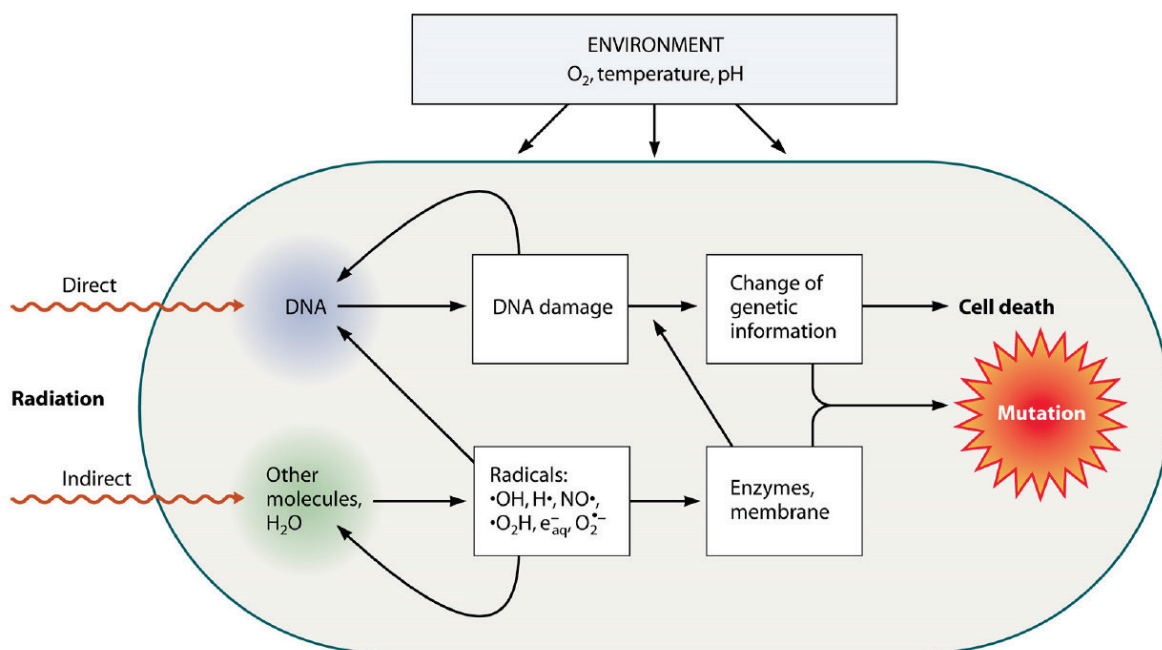 ENVIRONMENT
O₂, temperature, pH
Direct
DNA
DNA damage
Change of
genetic
information
Cell death
Radiation
Mutation
Indirect
Other
molecules,
H₂O
Radicals:
•OH, H•, NO•,
•O₂H, e⁻aq, O₂•⁻
Enzymes,
membrane